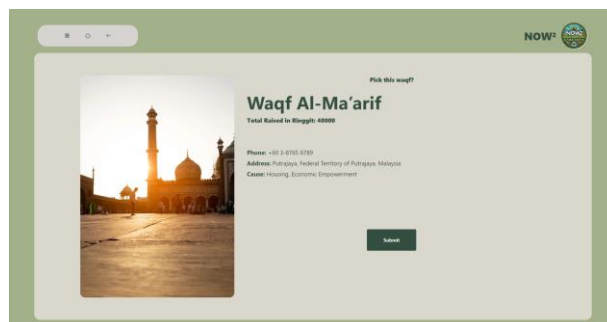 NOW²
NOW2
Pick this waqf?
Waqf Al-Ma'arif
Total Raised in Ringgit: 40000
Phone: +60 3-8765 6789
Address: Putrajaya, Federal Territory of Putrajaya, Malaysia
Cause: Housing, Economic Empowerment
Submit